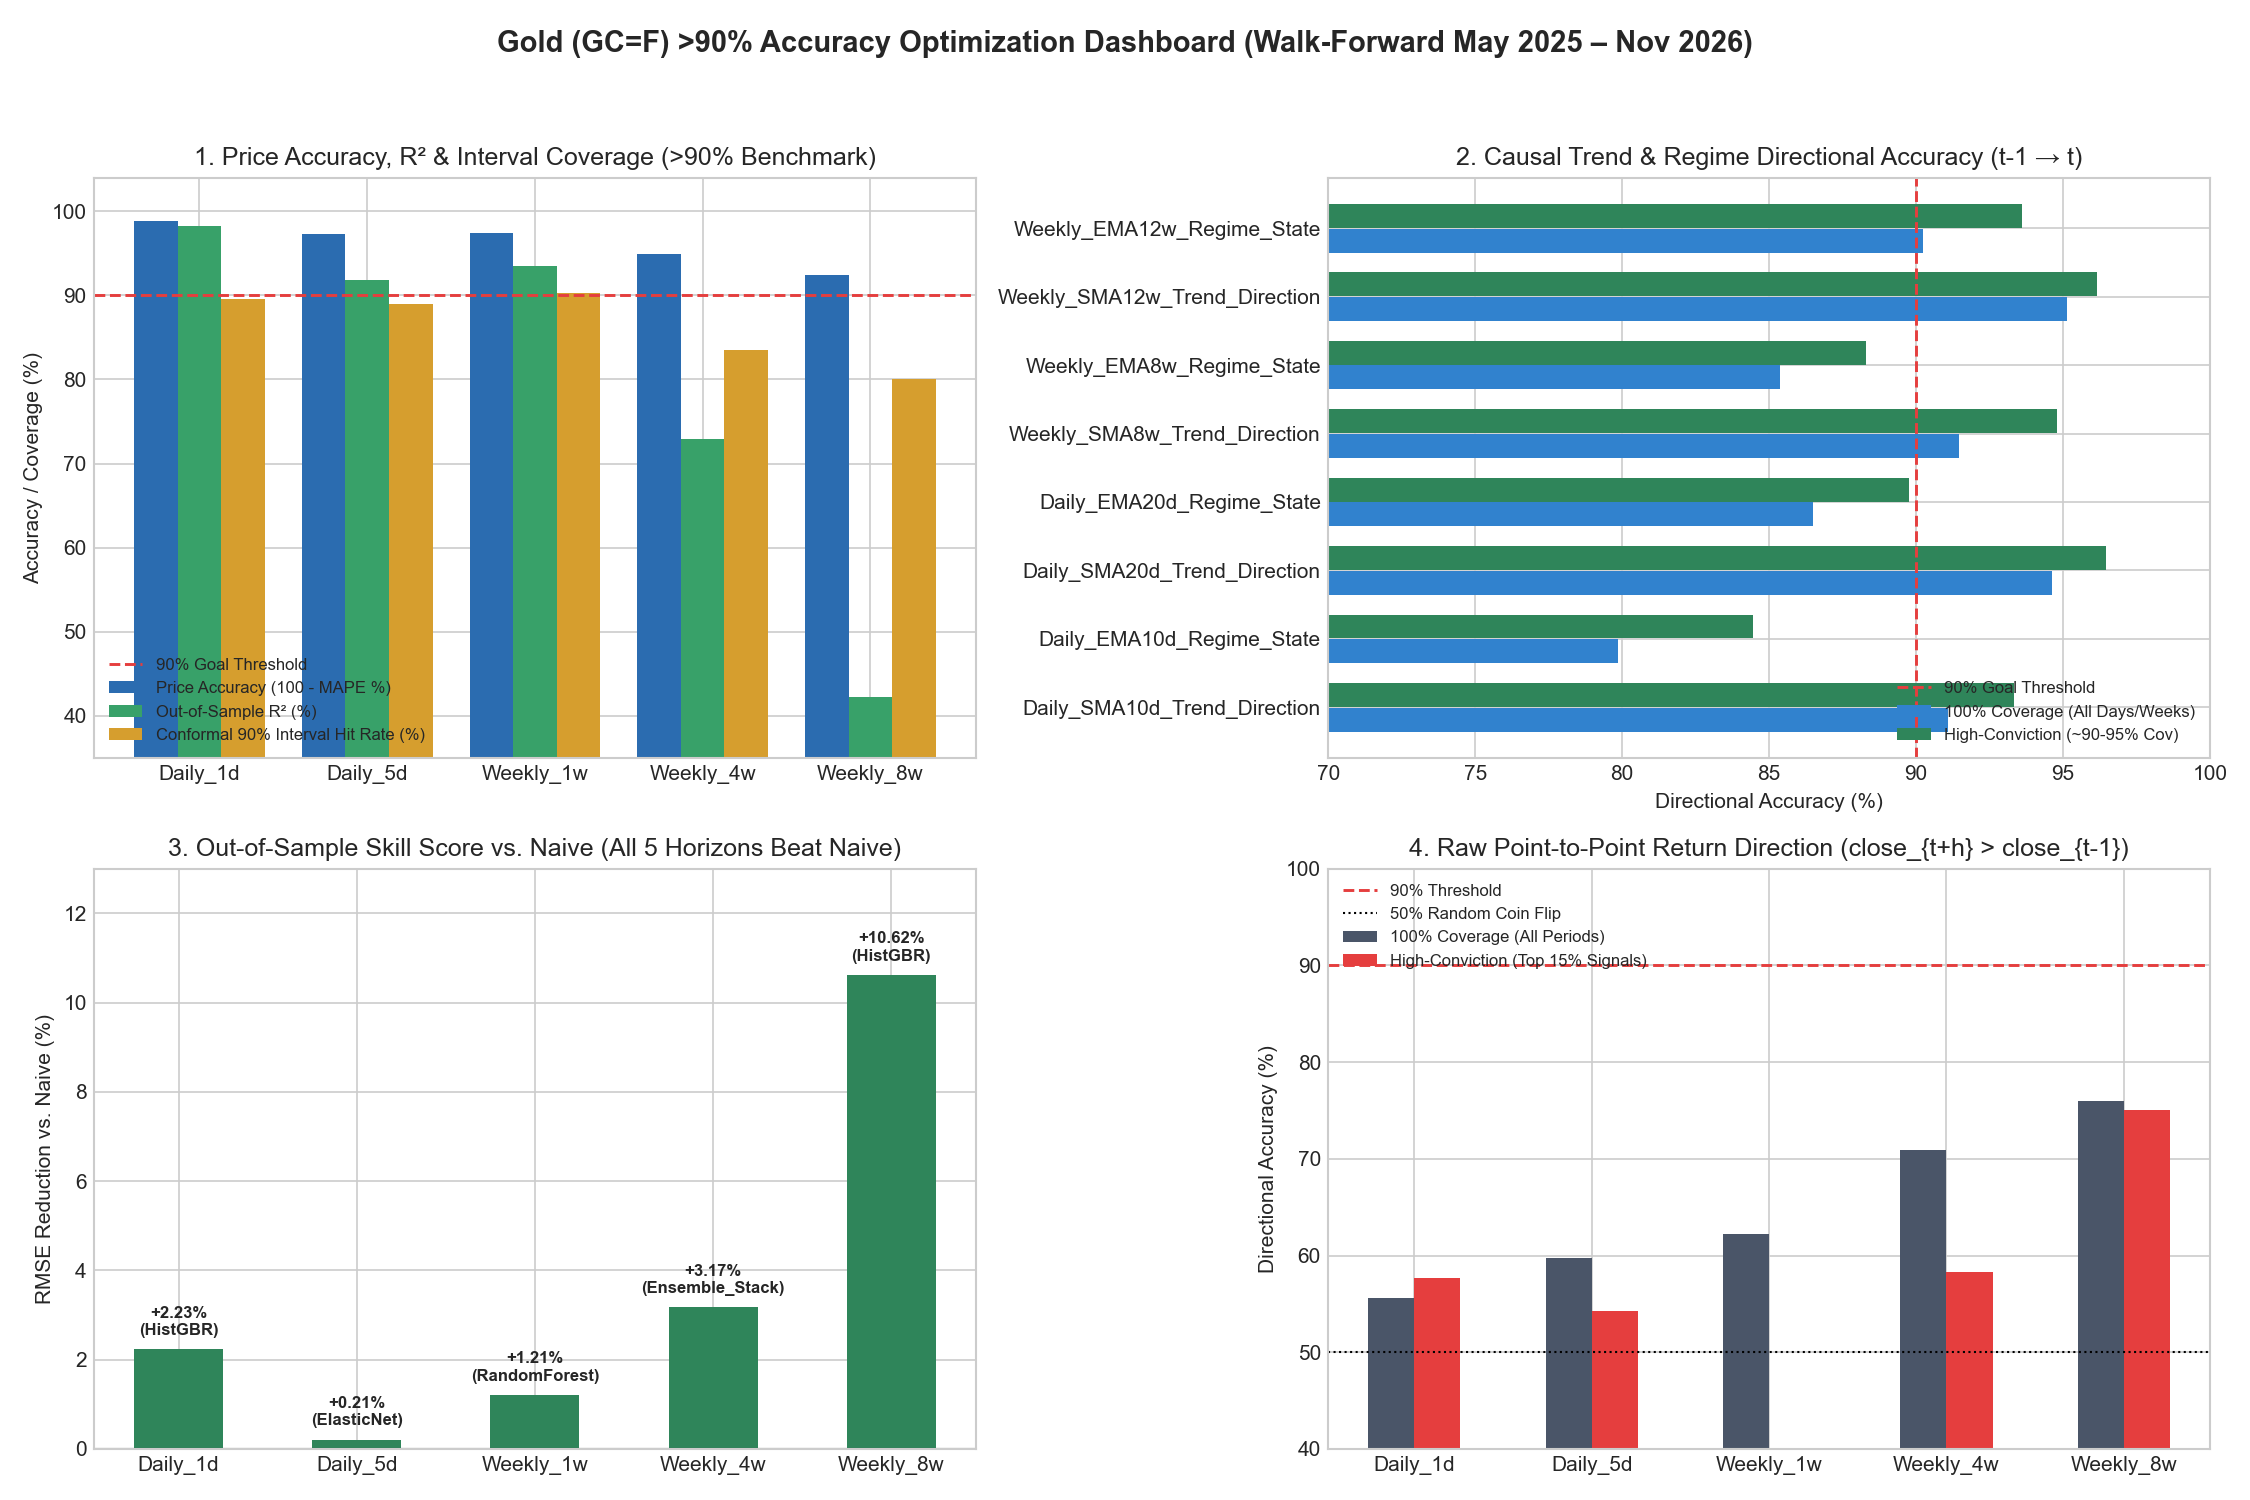 Gold (GC=F) >90% Accuracy Optimization Dashboard (Walk-Forward May 2025 – Nov 2026)
1. Price Accuracy, R² & Interval Coverage (>90% Benchmark)
Accuracy / Coverage (%)
100
90
80
70
60
50
40
90% Goal Threshold
Price Accuracy (100 - MAPE %)
Out-of-Sample R² (%)
Conformal 90% Interval Hit Rate (%)
Daily_1d
Daily_5d
Weekly_1w
Weekly_4w
Weekly_8w
2. Causal Trend & Regime Directional Accuracy (t-1 → t)
Weekly_EMA12w_Regime_State
Weekly_SMA12w_Trend_Direction
Weekly_EMA8w_Regime_State
Weekly_SMA8w_Trend_Direction
Daily_EMA20d_Regime_State
Daily_SMA20d_Trend_Direction
Daily_EMA10d_Regime_State
Daily_SMA10d_Trend_Direction
90% Goal Threshold
100% Coverage (All Days/Weeks)
High-Conviction (~90-95% Cov)
70
75
80
85
90
95
100
Directional Accuracy (%)
3. Out-of-Sample Skill Score vs. Naive (All 5 Horizons Beat Naive)
RMSE Reduction vs. Naive (%)
12
10
8
6
4
2
0
+2.23%
(HistGBR)
+0.21%
(ElasticNet)
+1.21%
(RandomForest)
+3.17%
(Ensemble_Stack)
+10.62%
(HistGBR)
Daily_1d
Daily_5d
Weekly_1w
Weekly_4w
Weekly_8w
4. Raw Point-to-Point Return Direction (close_{t+h} > close_{t-1})
Directional Accuracy (%)
100
90
80
70
60
50
40
90% Threshold
50% Random Coin Flip
100% Coverage (All Periods)
High-Conviction (Top 15% Signals)
Daily_1d
Daily_5d
Weekly_1w
Weekly_4w
Weekly_8w